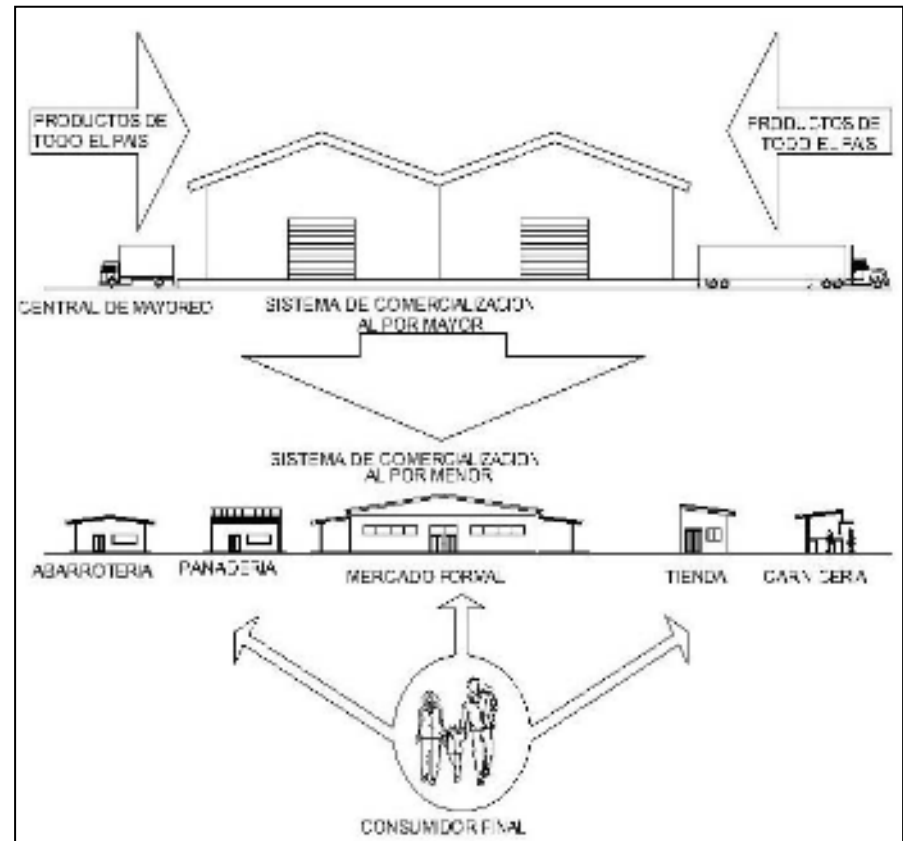 PRODUCTOS DE
TODO EL PAIS
PRODUCTOS DE
TODO EL PAIS
CENTRAL DE MAYOREO
SISTEMA DE COMERCIALIZACION
AL POR MAYOR
SISTEMA DE COMERCIALIZACION
AL POR MENOR
ABARROTERIA
PANADERIA
MERCADO FORMAL
TIENDA
CARNICERIA
CONSUMIDOR FINAL